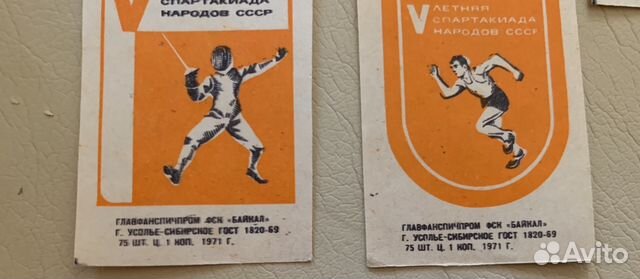 V
СПАРТАКИАДА
НАРОДОВ СССР
ГЛАВФАНСПИЧПРОМ ФСК «БАЙКАЛ»
Г. УСОЛЬЕ-СИБИРСКОЕ ГОСТ 1820-69
75 ШТ. Ц. 1 КОП. 1971 Г.
V ЛЕТНЯЯ
СПАРТАКИАДА
НАРОДОВ СССР
ГЛАВФАНСПИЧПРОМ ФСК «БАЙКАЛ»
Г. УСОЛЬЕ-СИБИРСКОЕ ГОСТ 1820-69
75 ШТ. Ц. 1 КОП. 1971 Г.
Avito